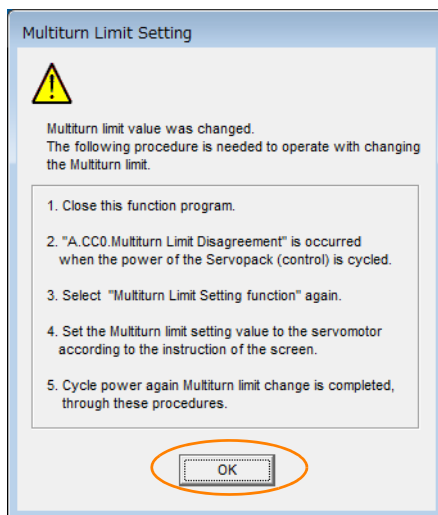 Multiturn Limit Setting
Multiturn limit value was changed.
The following procedure is needed to operate with changing
the Multiturn limit.
1. Close this function program.
2. "A.CC0.Multiturn Limit Disagreement" is occurred
when the power of the Servopack (control) is cycled.
3. Select "Multiturn Limit Setting function" again.
4. Set the Multiturn limit setting value to the servomotor
according to the instruction of the screen.
5. Cycle power again Multiturn limit change is completed,
through these procedures.
OK